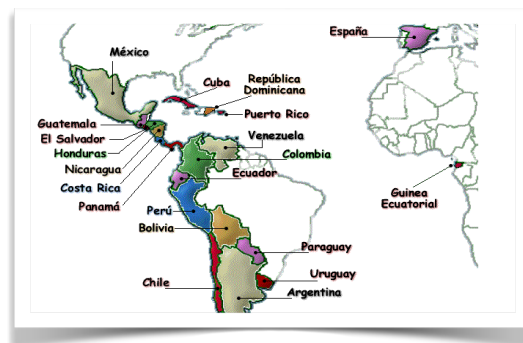 España
México
Cuba
República
Dominicana
Puerto Rico
Guatemala
El Salvador
Honduras
Nicaragua
Costa Rica
Panamá
Venezuela
Colombia
Ecuador
Guinea
Ecuatorial
Perú
Bolivia
Paraguay
Uruguay
Chile
Argentina